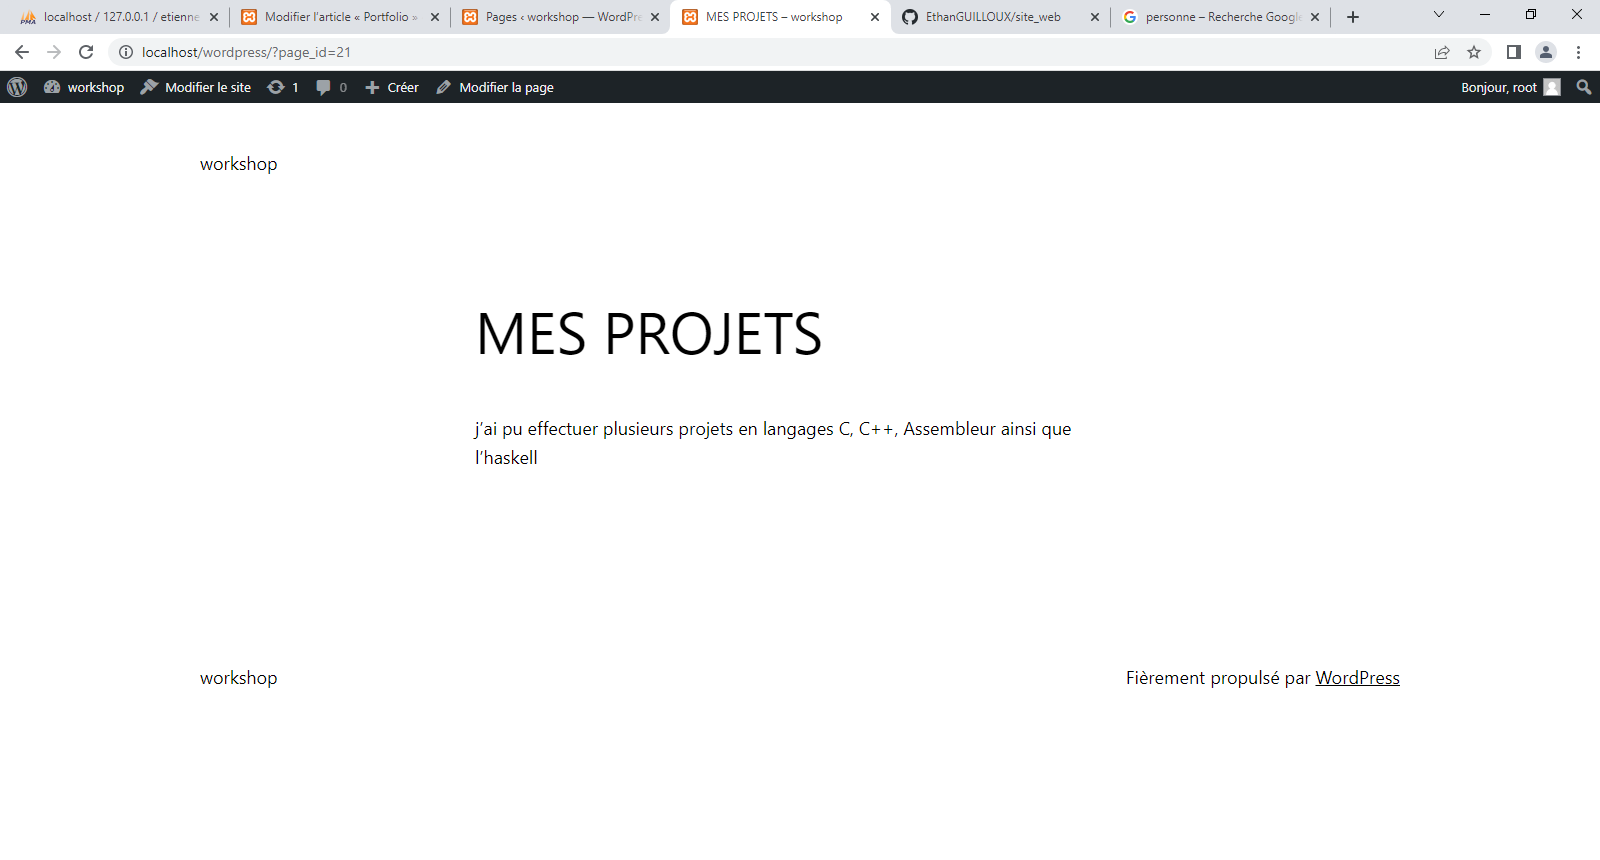 localhost / 127.0.0.1 / etienne
Modifier l'article « Portfolio »
Pages ‹ workshop — WordPre
MES PROJETS – workshop
EthanGUILLOUX/site_web
personne – Recherche Google
localhost/wordpress/?page_id=21
workshop
Modifier le site
1
0
Créer
Modifier la page
Bonjour, root
workshop
MES PROJETS
j'ai pu effectuer plusieurs projets en langages C, C++, Assembleur ainsi que
l'haskell
workshop
Fièrement propulsé par WordPress